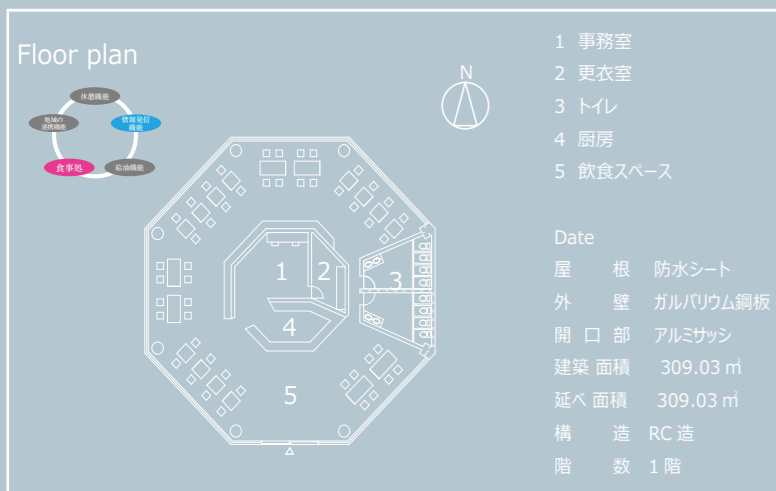 Floor plan
休憩機能
地域の
連携機能
情報発信
機能
食事処
給油機能
N
1
2
3
4
5
1 事務室
2 更衣室
3 トイレ
4 厨房
5 飲食スペース
Date
屋 根 防水シート
外 壁 ガルバリウム鋼板
開 口 部 アルミサッシ
建築 面積 309.03 ㎡
延べ 面積 309.03 ㎡
構 造 RC 造
階 数 1 階